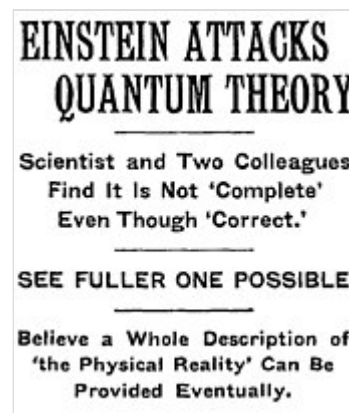 EINSTEIN ATTACKS
QUANTUM THEORY
Scientist and Two Colleagues
Find It Is Not ‘Complete’
Even Though ‘Correct.’
SEE FULLER ONE POSSIBLE
Believe a Whole Description of
‘the Physical Reality’ Can Be
Provided Eventually.